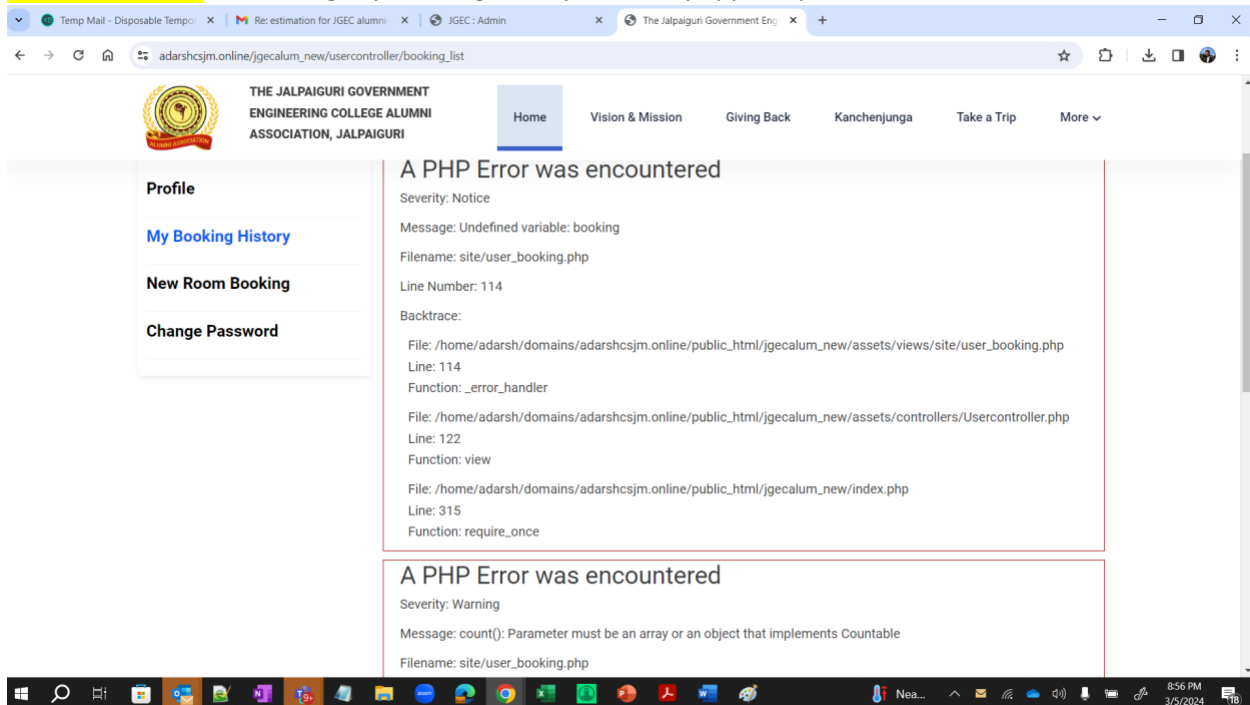 Temp Mail - Disposable Tempo
Re: estimation for JGEC alumni-
JGEC : Admin
The Jalpaiguri Government Eng
adarshcsjm.online/jgecalum_new/usercontroller/booking_list
ALUMNI ASSOCIATION
THE JALPAIGURI GOVERNMENT
ENGINEERING COLLEGE ALUMNI
ASSOCIATION, JALPAIGURI
Home
Vision & Mission
Giving Back
Kanchenjunga
Take a Trip
More
Profile
My Booking History
New Room Booking
Change Password
A PHP Error was encountered
Severity: Notice
Message: Undefined variable: booking
Filename: site/user_booking.php
Line Number: 114
Backtrace:
File: /home/adarsh/domains/adarshcsjm.online/public_html/jgecalum_new/assets/views/site/user_booking.php
Line: 114
Function: _error_handler
File: /home/adarsh/domains/adarshcsjm.online/public_html/jgecalum_new/assets/controllers/Usercontroller.php
Line: 122
Function: view
File: /home/adarsh/domains/adarshcsjm.online/public_html/jgecalum_new/index.php
Line: 315
Function: require_once
A PHP Error was encountered
Severity: Warning
Message: count(): Parameter must be an array or an object that implements Countable
Filename: site/user_booking.php
Nea...
8:56 PM
3/5/2024